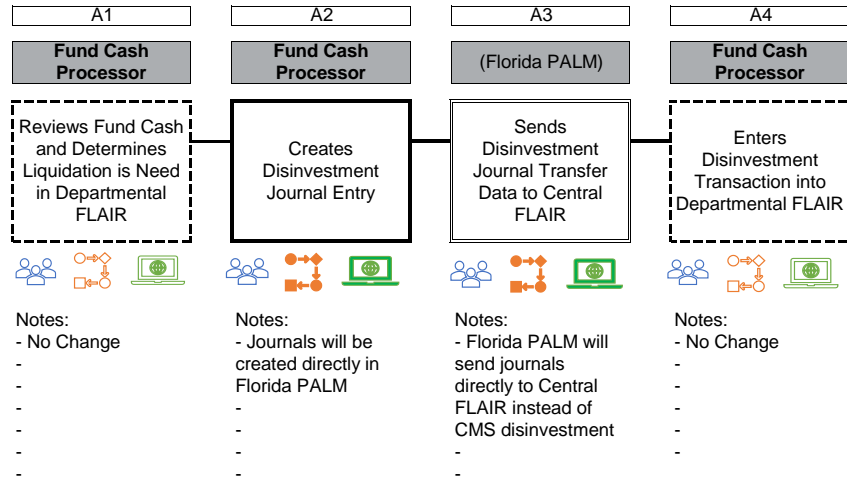 A1
A2
A3
A4
Fund Cash
Processor
Fund Cash
Processor
(Florida PALM)
Fund Cash
Processor
Reviews Fund Cash
and Determines
Liquidation is Need
in Departmental
FLAIR
Creates
Disinvestment
Journal Entry
Sends
Disinvestment
Journal Transfer
Data to Central
FLAIR
Enters
Disinvestment
Transaction into
Departmental FLAIR
Notes:
- No Change
-
-
-
-
-
-
Notes:
- Journals will be
created directly in
Florida PALM
-
-
-
-
Notes:
- Florida PALM will
send journals
directly to Central
FLAIR instead of
CMS disinvestment
-
-
Notes:
- No Change
-
-
-
-
-